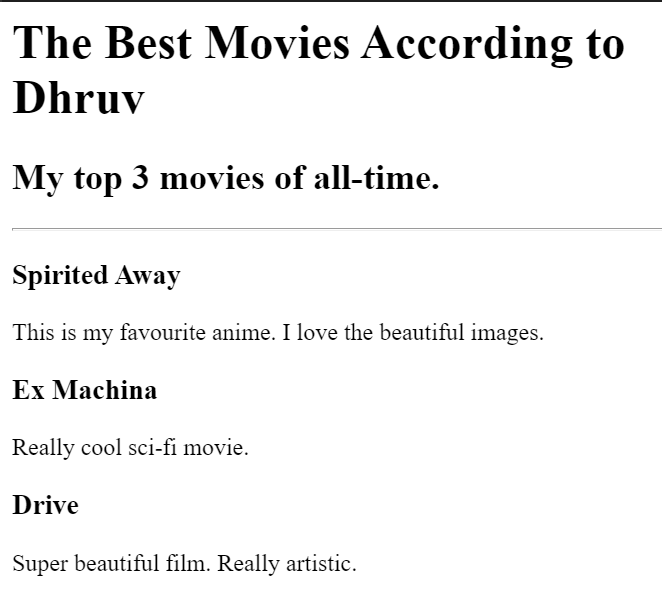 The Best Movies According to
Dhruv
My top 3 movies of all-time.
Spirited Away
This is my favourite anime. I love the beautiful images.
Ex Machina
Really cool sci-fi movie.
Drive
Super beautiful film. Really artistic.